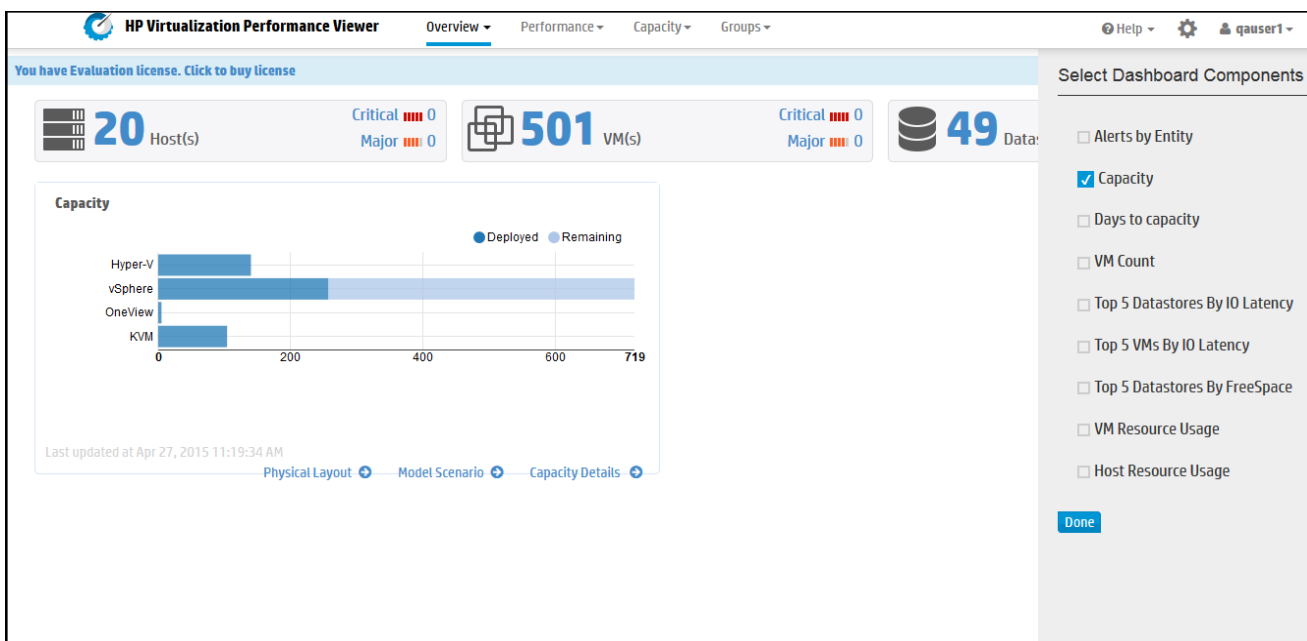 HP Virtualization Performance Viewer Overview Performance Capacity Groups Help qauser1
You have Evaluation license. Click to buy license
20 Host(s)
Critical 0
Major 0
501 VM(s)
Critical 0
Major 0
49 Datas
Capacity
Deployed Remaining
Hyper-V
vSphere
OneView
KVM
0 200 400 600 719
Last updated at Apr 27, 2015 11:19:34 AM
Physical Layout Model Scenario Capacity Details
Select Dashboard Components
Alerts by Entity
Capacity
Days to capacity
VM Count
Top 5 Datastores By IO Latency
Top 5 VMs By IO Latency
Top 5 Datastores By FreeSpace
VM Resource Usage
Host Resource Usage
Done